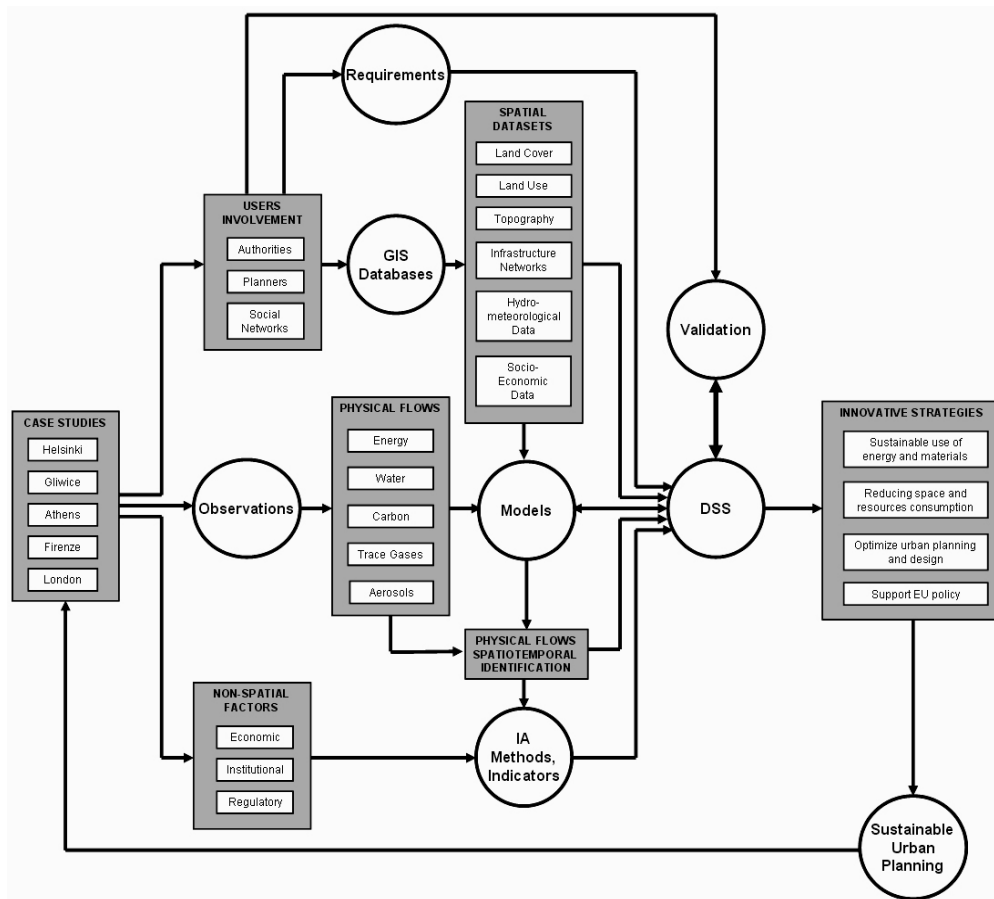 Requirements
SPATIAL
DATASETS
Land Cover
Land Use
Topography
Infrastructure
Networks
Hydro-
meteorological
Data
Socio-
Economic
Data
USERS
INVOLVEMENT
Authorities
Planners
Social
Networks
GIS
Databases
Validation
CASE STUDIES
Helsinki
Gliwice
Athens
Firenze
London
Observations
PHYSICAL FLOWS
Energy
Water
Carbon
Trace Gases
Aerosols
Models
DSS
INNOVATIVE STRATEGIES
Sustainable use of
energy and materials
Reducing space and
resources consumption
Optimize urban planning
and design
Support EU policy
PHYSICAL FLOWS
SPATIOTEMPORAL
IDENTIFICATION
NON-SPATIAL
FACTORS
Economic
Institutional
Regulatory
IA
Methods,
Indicators
Sustainable
Urban
Planning